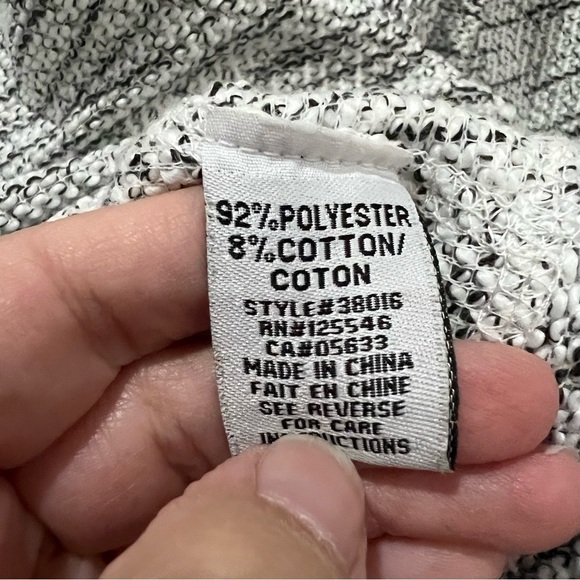 92%POLYESTER
8%COTTON/
COTON
STYLE#38016
RN#125546
CA#05633
MADE IN CHINA
FAIT EN CHINE
SEE REVERSE
FOR CARE
INSTRUCTIONS